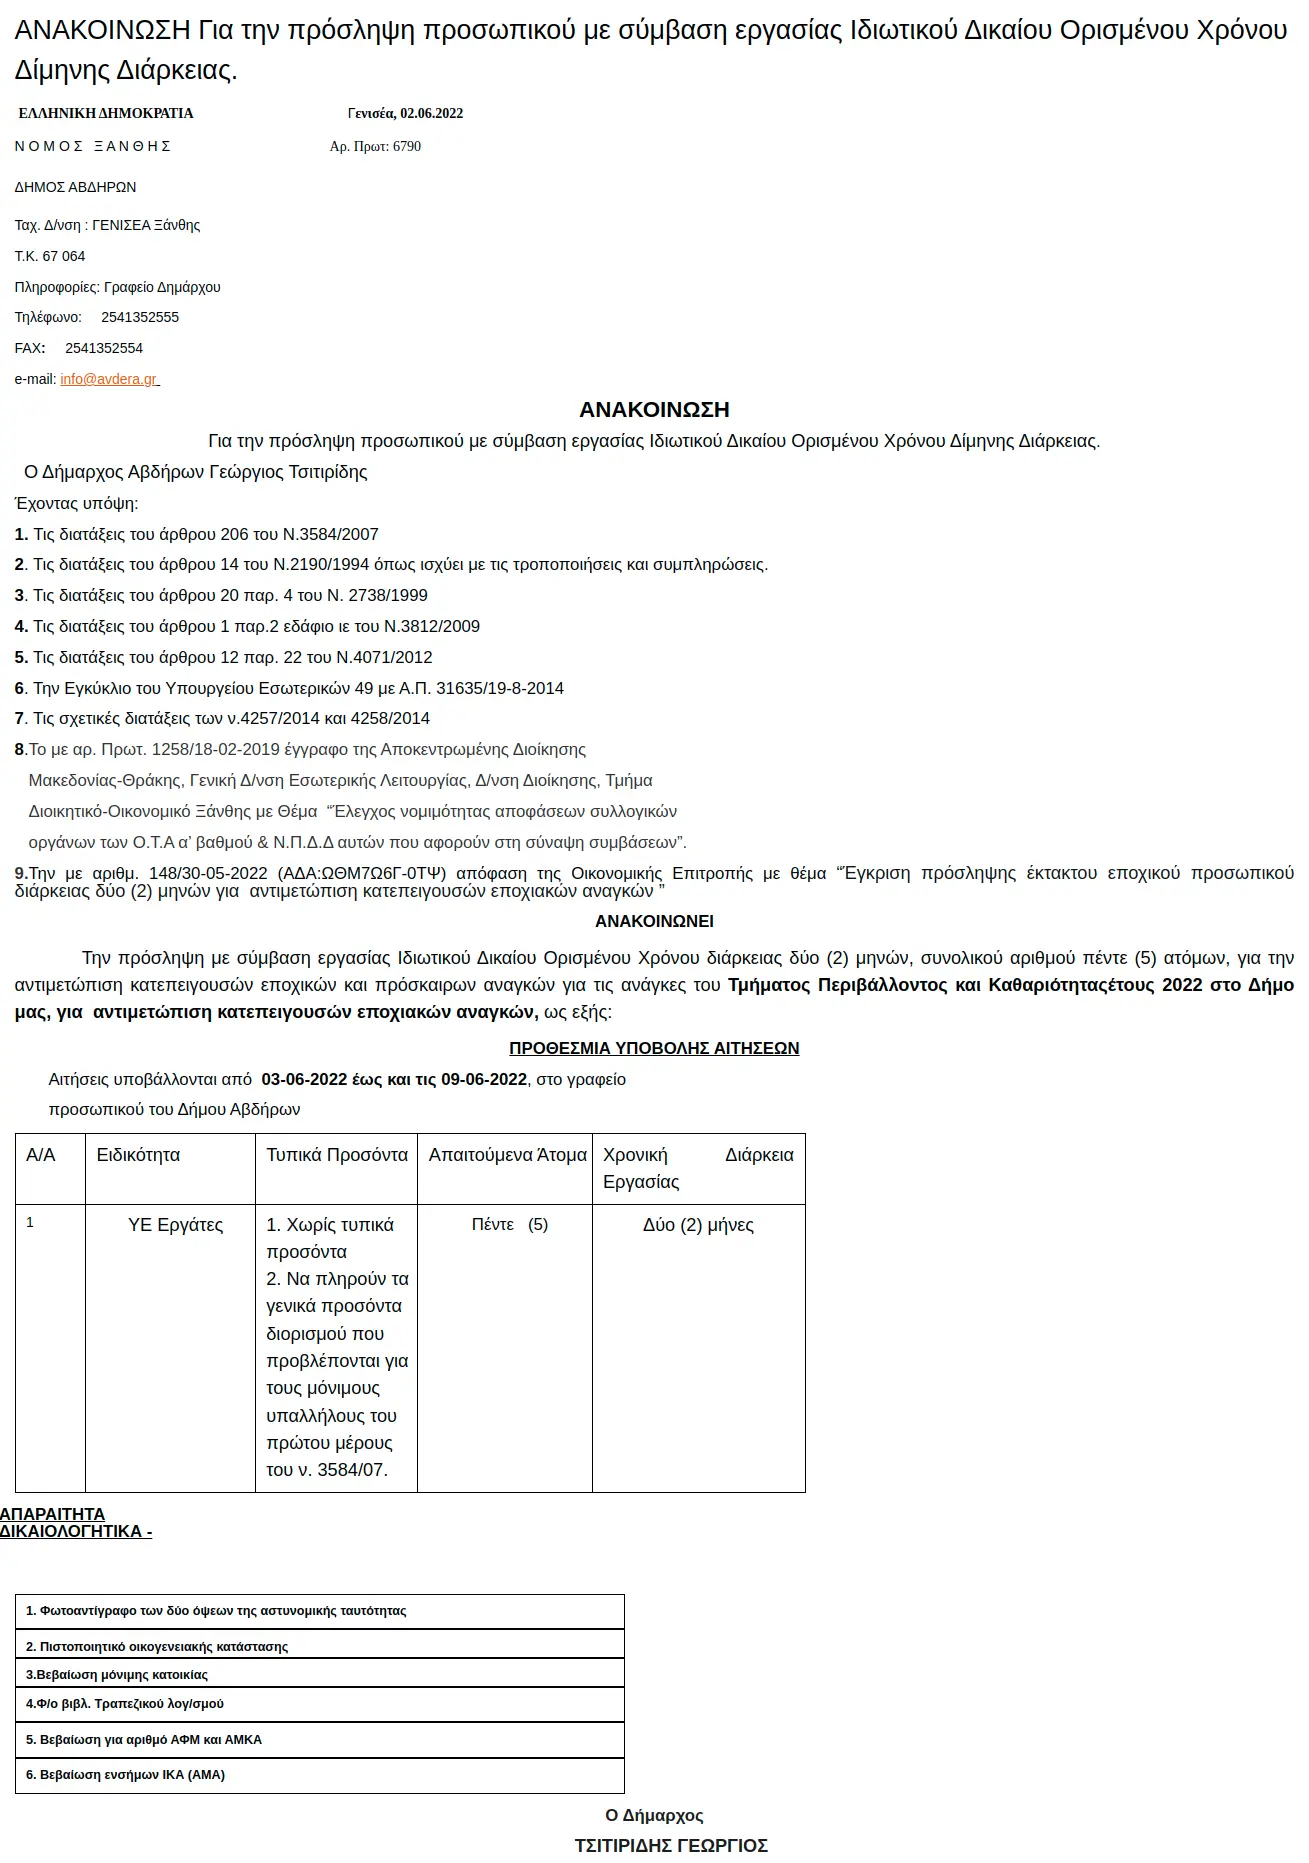 ΑΝΑΚΟΙΝΩΣΗ Για την πρόσληψη προσωπικού με σύμβαση εργασίας Ιδιωτικού Δικαίου Ορισμένου Χρόνου
Δίμηνης Διάρκειας.
ΕΛΛΗΝΙΚΗ ΔΗΜΟΚΡΑΤΙΑ Γενισέα, 02.06.2022
Ν Ο Μ Ο Σ Ξ Α Ν Θ Η Σ Αρ. Πρωτ: 6790
ΔΗΜΟΣ ΑΒΔΗΡΩΝ
Ταχ. Δ/νση : ΓΕΝΙΣΕΑ Ξάνθης
Τ.Κ. 67 064
Πληροφορίες: Γραφείο Δημάρχου
Τηλέφωνο: 2541352555
FAX: 2541352554
e-mail: info@avdera.gr
ΑΝΑΚΟΙΝΩΣΗ
Για την πρόσληψη προσωπικού με σύμβαση εργασίας Ιδιωτικού Δικαίου Ορισμένου Χρόνου Δίμηνης Διάρκειας.
Ο Δήμαρχος Αβδήρων Γεώργιος Τσιτιρίδης
Έχοντας υπόψη:
1. Τις διατάξεις του άρθρου 206 του Ν.3584/2007
2. Τις διατάξεις του άρθρου 14 του Ν.2190/1994 όπως ισχύει με τις τροποποιήσεις και συμπληρώσεις.
3. Τις διατάξεις του άρθρου 20 παρ. 4 του Ν. 2738/1999
4. Τις διατάξεις του άρθρου 1 παρ.2 εδάφιο ιε του Ν.3812/2009
5. Τις διατάξεις του άρθρου 12 παρ. 22 του Ν.4071/2012
6. Την Εγκύκλιο του Υπουργείου Εσωτερικών 49 με Α.Π. 31635/19-8-2014
7. Τις σχετικές διατάξεις των ν.4257/2014 και 4258/2014
8.Το με αρ. Πρωτ. 1258/18-02-2019 έγγραφο της Αποκεντρωμένης Διοίκησης
Μακεδονίας-Θράκης, Γενική Δ/νση Εσωτερικής Λειτουργίας, Δ/νση Διοίκησης, Τμήμα
Διοικητικό-Οικονομικό Ξάνθης με Θέμα “Έλεγχος νομιμότητας αποφάσεων συλλογικών
οργάνων των Ο.Τ.Α α’ βαθμού & Ν.Π.Δ.Δ αυτών που αφορούν στη σύναψη συμβάσεων”.
9.Την με αριθμ. 148/30-05-2022 (ΑΔΑ:ΩΘΜ7Ω6Γ-0ΤΨ) απόφαση της Οικονομικής Επιτροπής με θέμα “Έγκριση πρόσληψης έκτακτου εποχικού προσωπικού
διάρκειας δύο (2) μηνών για αντιμετώπιση κατεπειγουσών εποχιακών αναγκών ”
ΑΝΑΚΟΙΝΩΝΕΙ
Την πρόσληψη με σύμβαση εργασίας Ιδιωτικού Δικαίου Ορισμένου Χρόνου διάρκειας δύο (2) μηνών, συνολικού αριθμού πέντε (5) ατόμων, για την
αντιμετώπιση κατεπειγουσών εποχικών και πρόσκαιρων αναγκών για τις ανάγκες του Τμήματος Περιβάλλοντος και Καθαριότηταςέτους 2022 στο Δήμο
μας, για αντιμετώπιση κατεπειγουσών εποχιακών αναγκών, ως εξής:
ΠΡΟΘΕΣΜΙΑ ΥΠΟΒΟΛΗΣ ΑΙΤΗΣΕΩΝ
Αιτήσεις υποβάλλονται από 03-06-2022 έως και τις 09-06-2022, στο γραφείο
προσωπικού του Δήμου Αβδήρων
Α/Α Ειδικότητα Τυπικά Προσόντα Απαιτούμενα Άτομα Χρονική Διάρκεια
Εργασίας
1 ΥΕ Εργάτες 1. Χωρίς τυπικά Πέντε (5) Δύο (2) μήνες
προσόντα
2. Να πληρούν τα
γενικά προσόντα
διορισμού που
προβλέπονται για
τους μόνιμους
υπαλλήλους του
πρώτου μέρους
του ν. 3584/07.
ΑΠΑΡΑΙΤΗΤΑ
ΔΙΚΑΙΟΛΟΓΗΤΙΚΑ -
1. Φωτοαντίγραφο των δύο όψεων της αστυνομικής ταυτότητας
2. Πιστοποιητικό οικογενειακής κατάστασης
3.Βεβαίωση μόνιμης κατοικίας
4.Φ/ο βιβλ. Τραπεζικού λογ/σμού
5. Βεβαίωση για αριθμό ΑΦΜ και ΑΜΚΑ
6. Βεβαίωση ενσήμων ΙΚΑ (ΑΜΑ)
Ο Δήμαρχος
ΤΣΙΤΙΡΙΔΗΣ ΓΕΩΡΓΙΟΣ